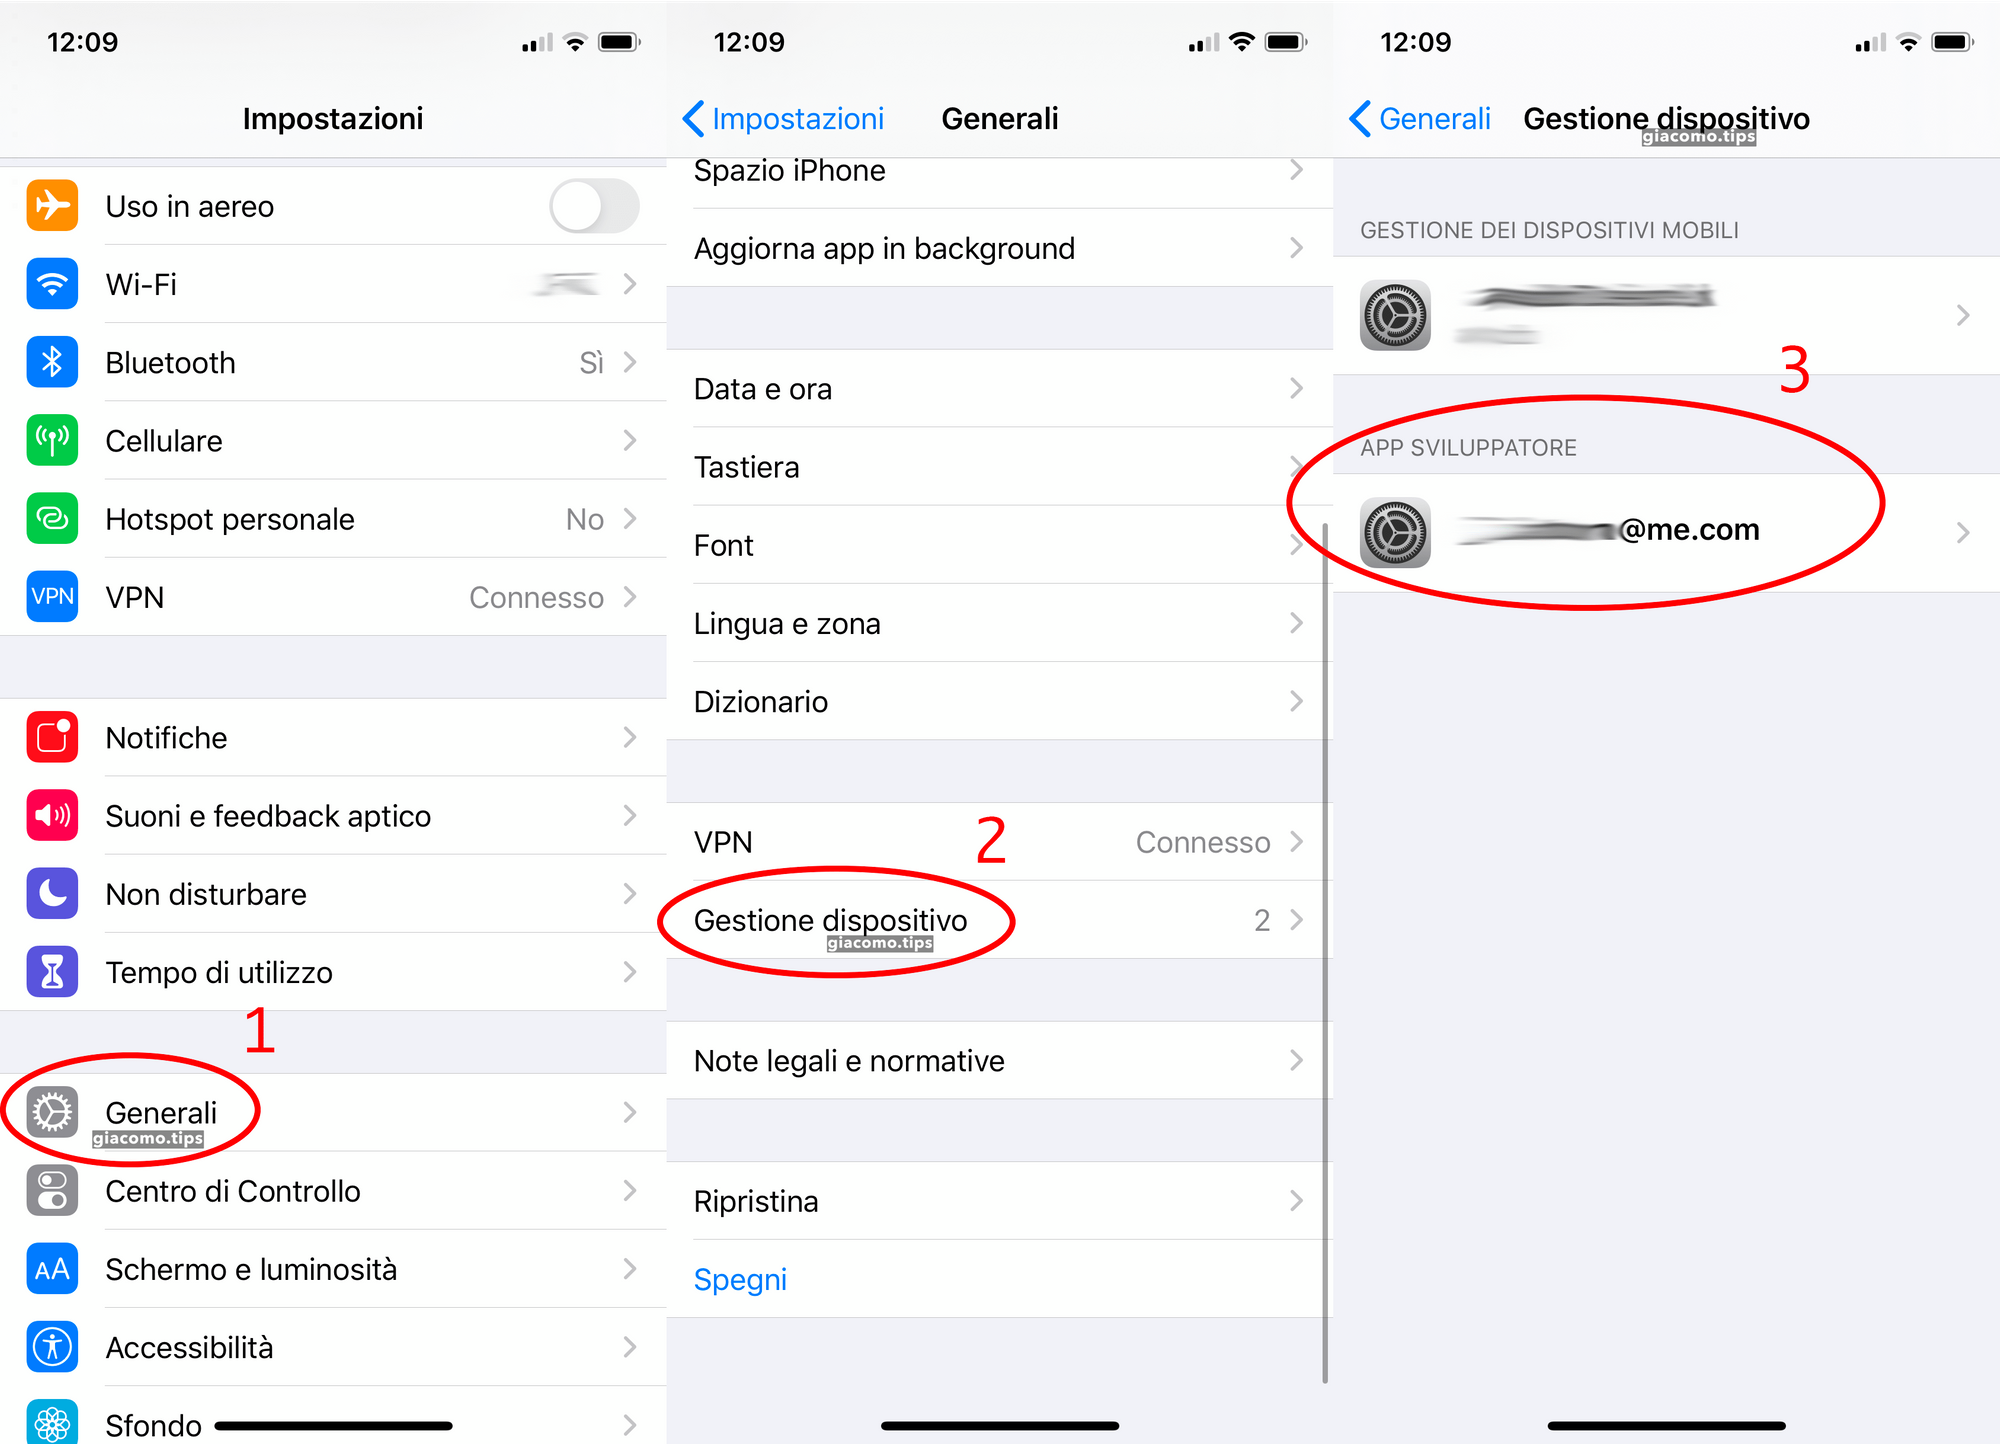 12:09
Impostazioni
Uso in aereo
Wi-Fi
Bluetooth Sì
Cellulare
Hotspot personale No
VPN VPN Connesso
Notifiche
Suoni e feedback aptico
Non disturbare
Tempo di utilizzo
1
Generali
giacomo.tips
Centro di Controllo
AA Schermo e luminosità
Accessibilità
Sfondo
12:09
Impostazioni Generali
Spazio iPhone
Aggiorna app in background
Data e ora
Tastiera
Font
Lingua e zona
Dizionario
VPN Connesso
2
Gestione dispositivo 2
giacomo.tips
Note legali e normative
Ripristina
Spegni
12:09
Generali Gestione dispositivo
giacomo.tips
GESTIONE DEI DISPOSITIVI MOBILI
3
APP SVILUPPATORE
@me.com